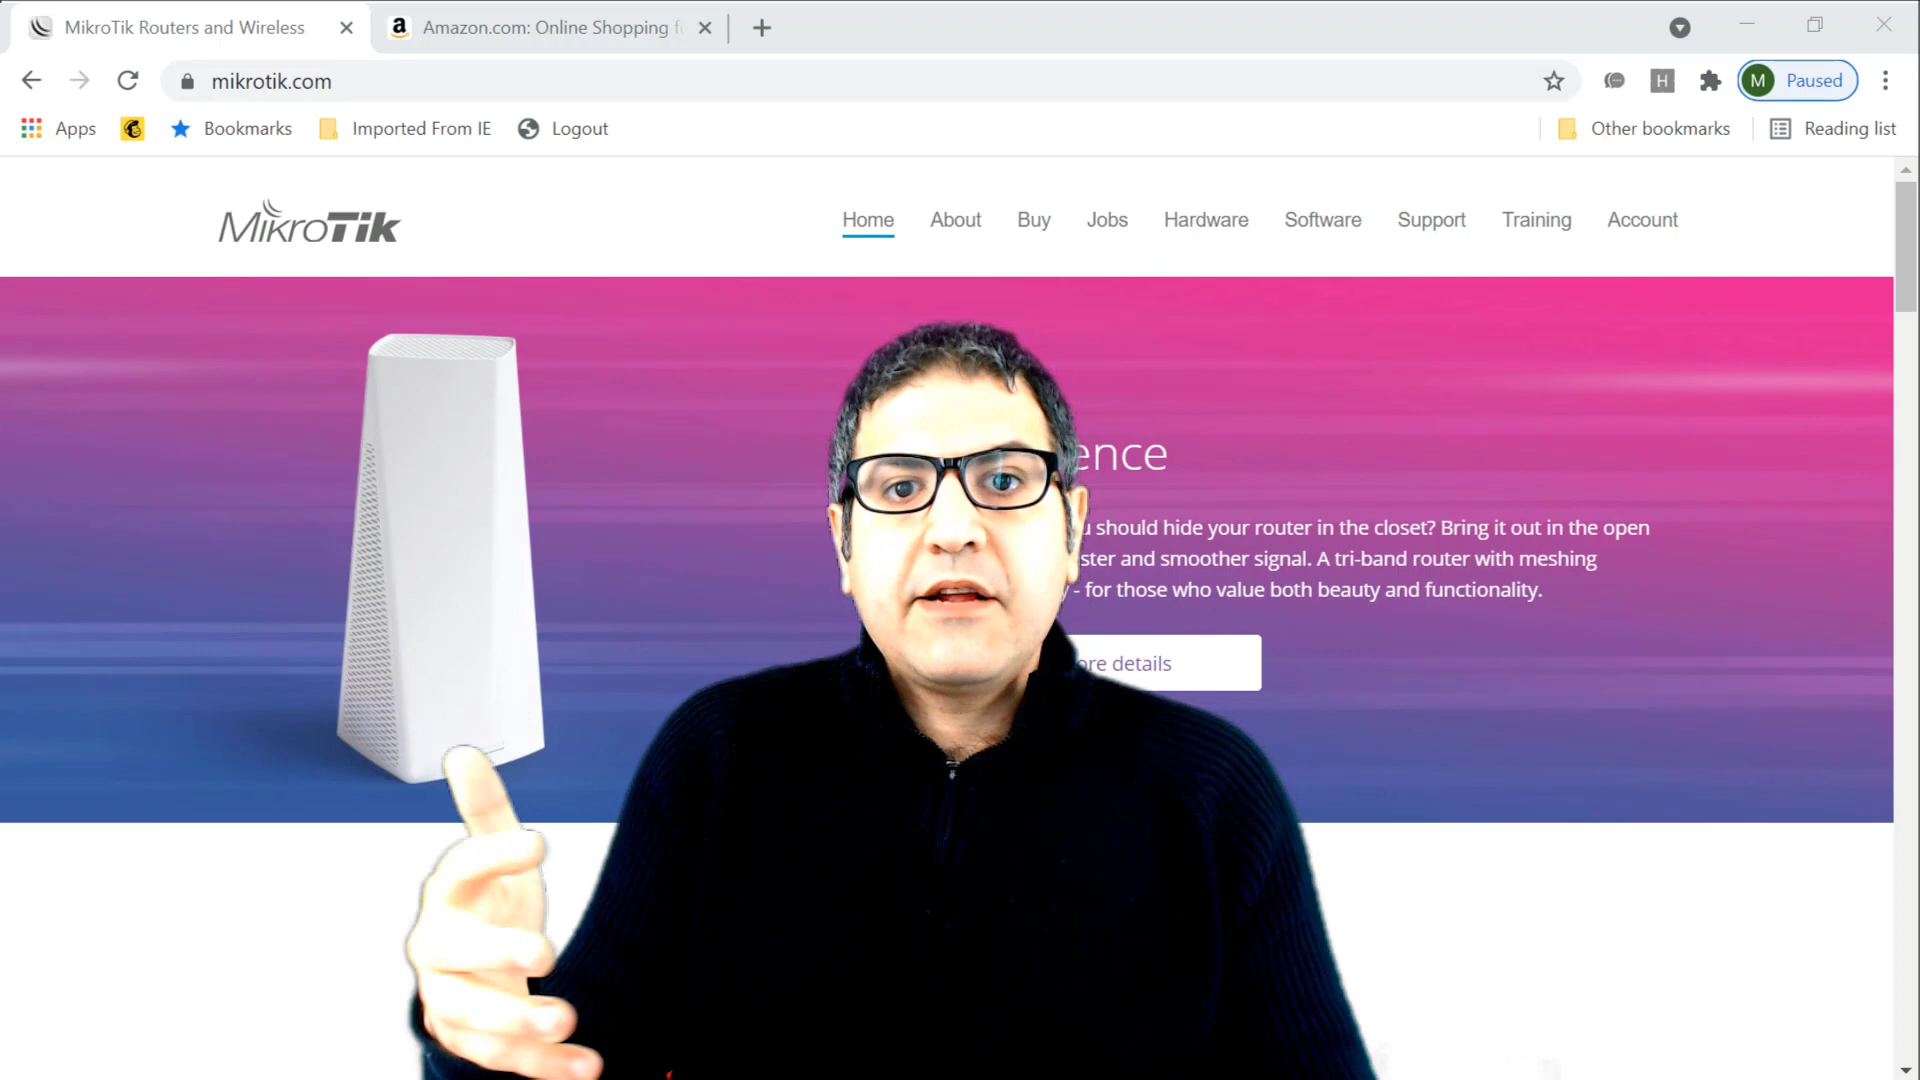 MikroTik Routers and Wireless
Amazon.com: Online Shopping f
mikrotik.com
H
M
Paused
Apps
Bookmarks
Imported From IE
Logout
Other bookmarks
Reading list
MikroTik
Home
About
Buy
Jobs
Hardware
Software
Support
Training
Account
ence
u should hide your router in the closet? Bring it out in the open
ster and smoother signal. A tri-band router with meshing
- for those who value both beauty and functionality.
ore details